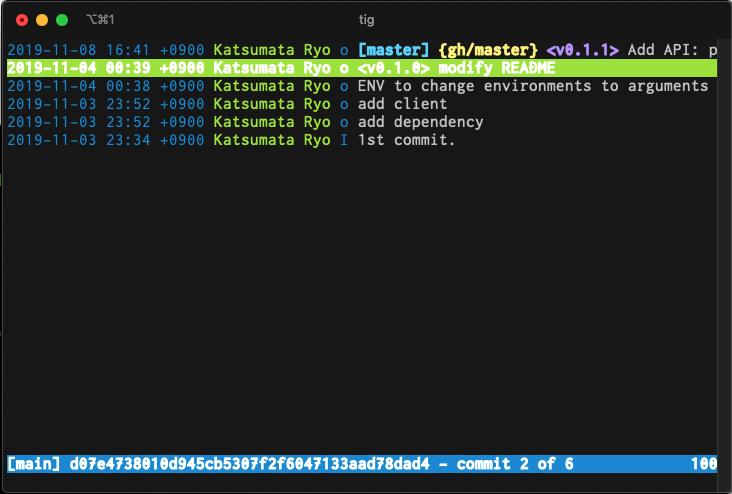 ⌥⌘1 tig
2019-11-08 16:41 +0900 Katsumata Ryo o [master] {gh/master} <v0.1.1> Add API: p
2019-11-04 00:39 +0900 Katsumata Ryo o <v0.1.0> modify README
2019-11-04 00:38 +0900 Katsumata Ryo o ENV to change environments to arguments
2019-11-03 23:52 +0900 Katsumata Ryo o add client
2019-11-03 23:52 +0900 Katsumata Ryo o add dependency
2019-11-03 23:34 +0900 Katsumata Ryo I 1st commit.
[main] d07e4738010d945cb5307f2f6047133aad78dad4 - commit 2 of 6 100